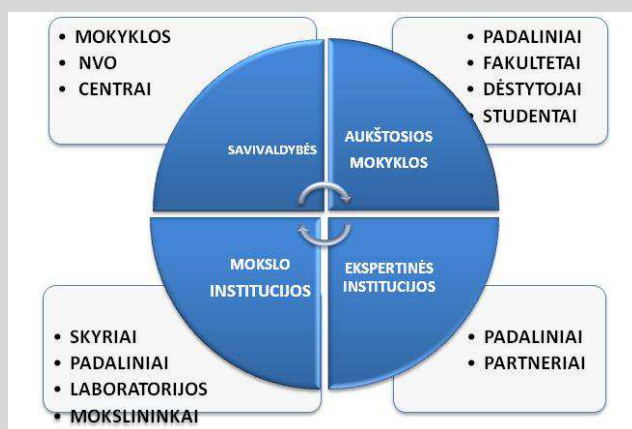 • MOKYKLOS
• NVO
• CENTRAI
• PADALINIAI
• FAKULTETAI
• DĖSTYTOJAI
• STUDENTAI
SAVIVALDYBĖS
AUKŠTOSIOS
MOKYKLOS
MOKSLO
INSTITUCIJOS
EKSPERTINĖS
INSTITUCIJOS
• SKYRIAI
• PADALINIAI
• LABORATORIJOS
• MOKSLININKAI
• PADALINIAI
• PARTNERIAI